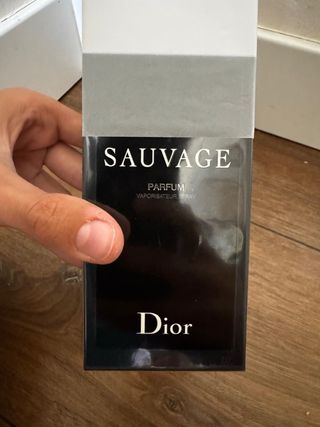 SAUVAGE
PARFUM
VAPORISATEUR SPRAY
Dior